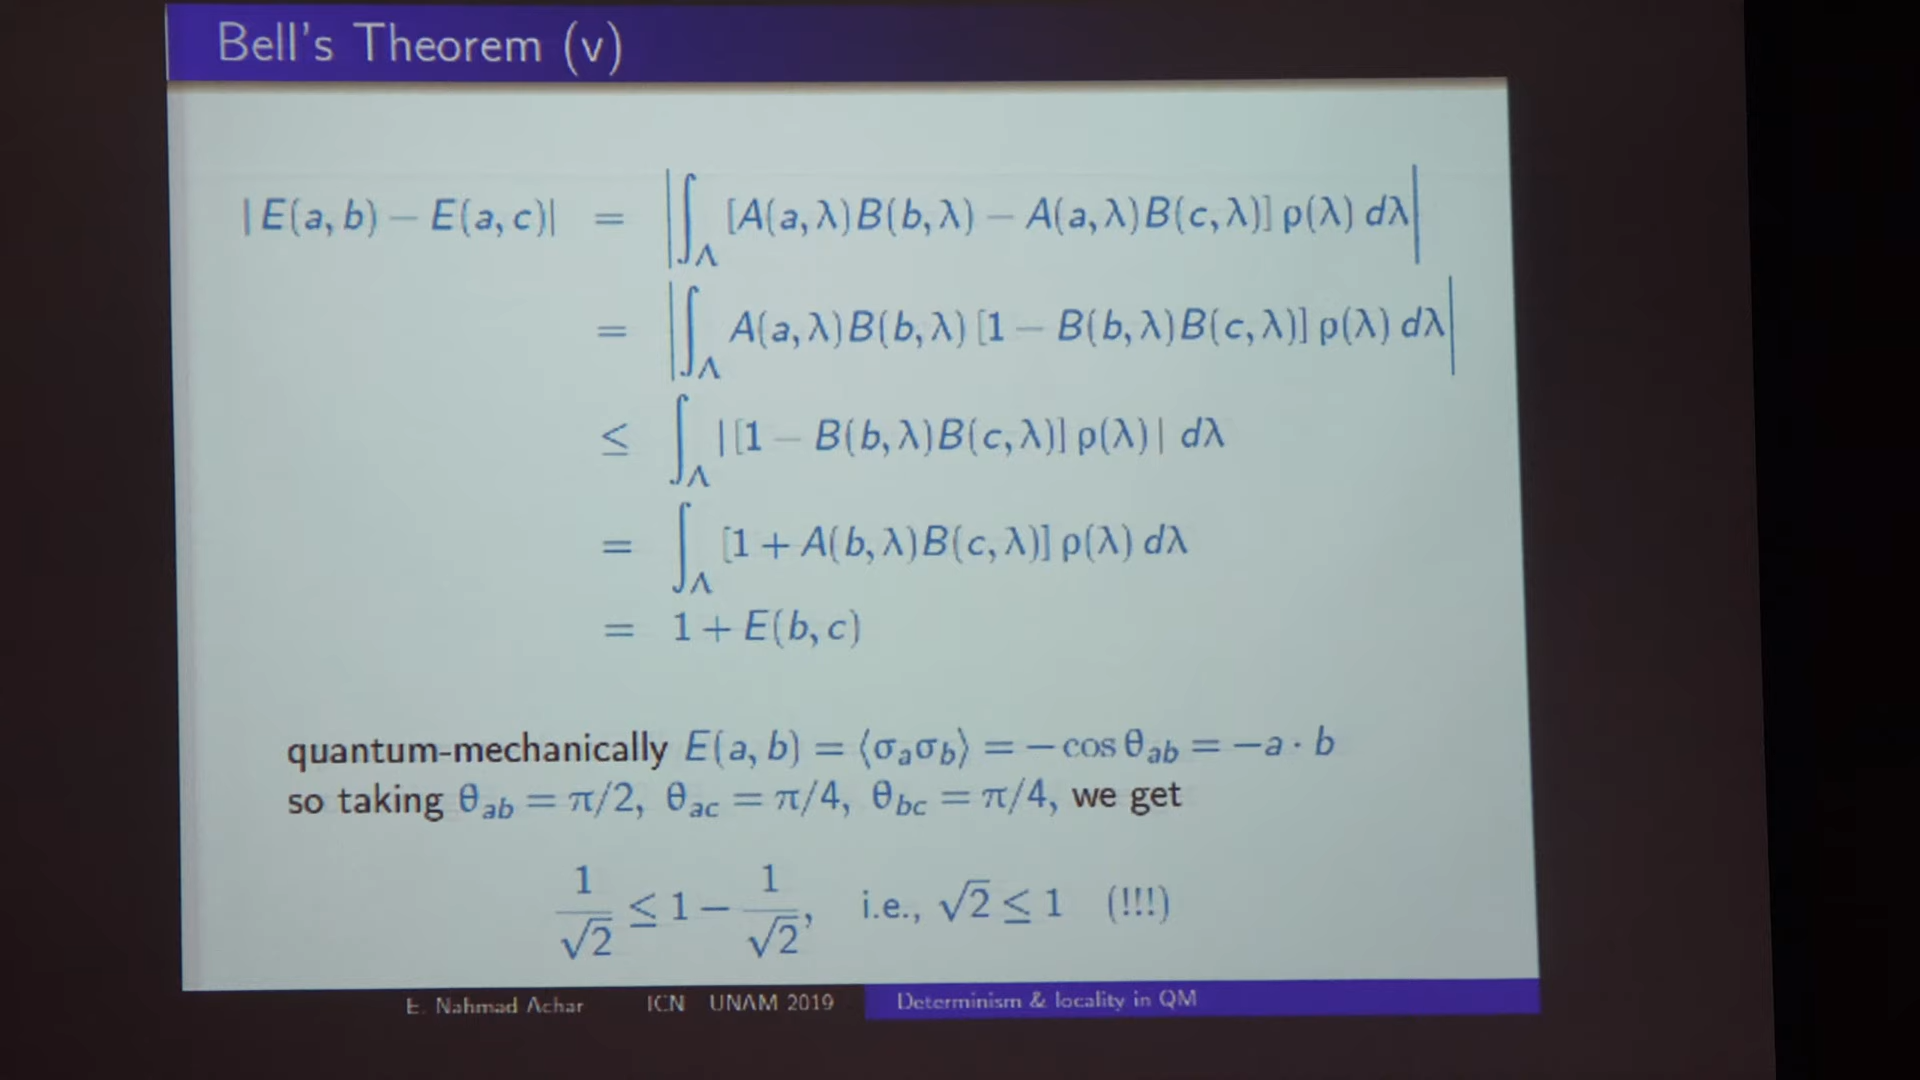 Bell's Theorem (v)
|E(a, b) − E(a, c)| = |∫_Λ [A(a, λ)B(b, λ) − A(a, λ)B(c, λ)] ρ(λ) dλ|
= |∫_Λ A(a, λ)B(b, λ) [1 − B(b, λ)B(c, λ)] ρ(λ) dλ|
≤ ∫_Λ | [1 − B(b, λ)B(c, λ)] ρ(λ) | dλ
= ∫_Λ [1 + A(b, λ)B(c, λ)] ρ(λ) dλ
= 1 + E(b, c)
quantum-mechanically E(a, b) = ⟨σ_a σ_b⟩ = − cos θ_ab = −a · b
so taking θ_ab = π/2, θ_ac = π/4, θ_bc = π/4, we get
1/√2 ≤ 1 − 1/√2, i.e., √2 ≤ 1 (!!!)
E. Nahmad Achar ICN UNAM 2019 Determinism & locality in QM